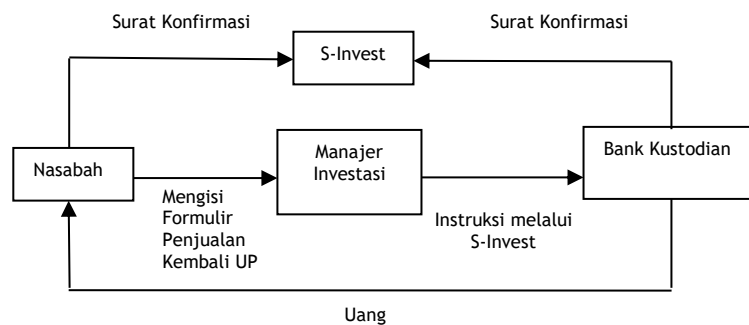 Surat Konfirmasi
Surat Konfirmasi
S-Invest
Nasabah
Manajer
Investasi
Bank Kustodian
Mengisi
Formulir
Penjualan
Kembali UP
Instruksi melalui
S-Invest
Uang